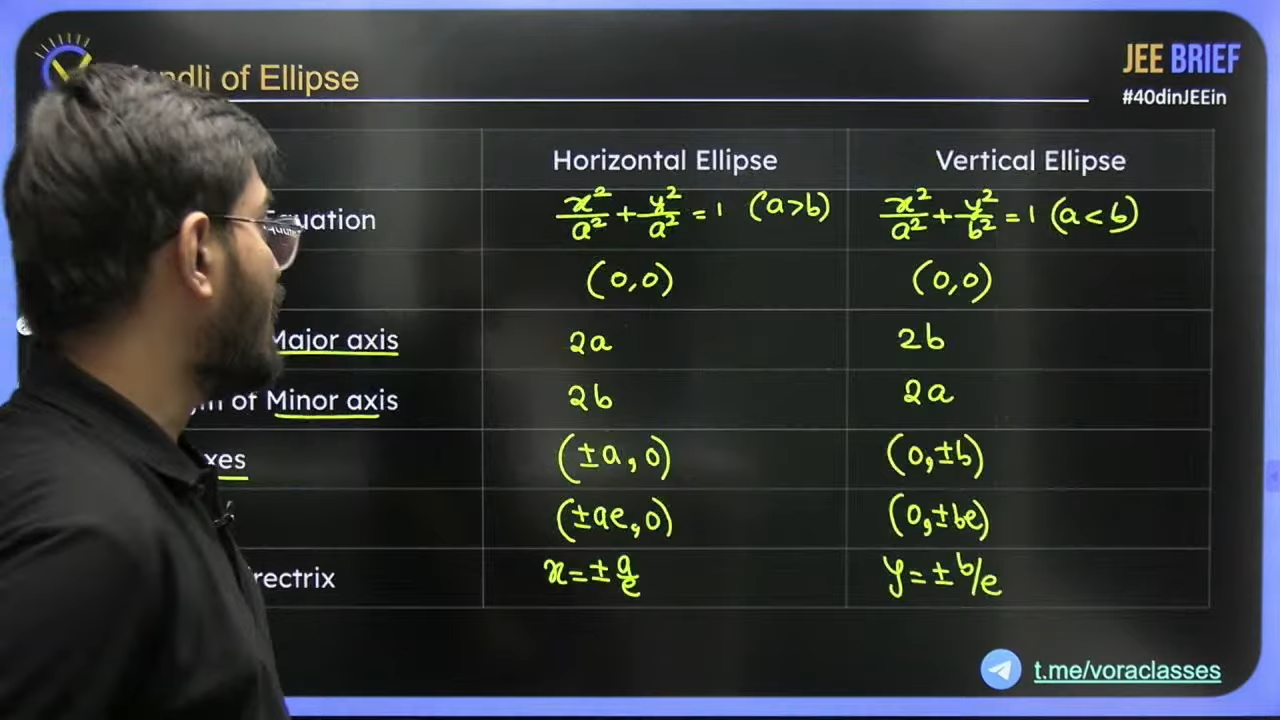 ndli of Ellipse
JEE BRIEF
#40dinJEEin
Horizontal Ellipse Vertical Ellipse
Equation x²/a² + y²/a² = 1 (a>b) x²/a² + y²/b² = 1 (a<b)
(0,0) (0,0)
Major axis 2a 2b
of Minor axis 2b 2a
xes (±a, 0) (0, ±b)
(±ae, 0) (0, ±be)
rectrix x = ± a/e y = ± b/e
t.me/voraclasses